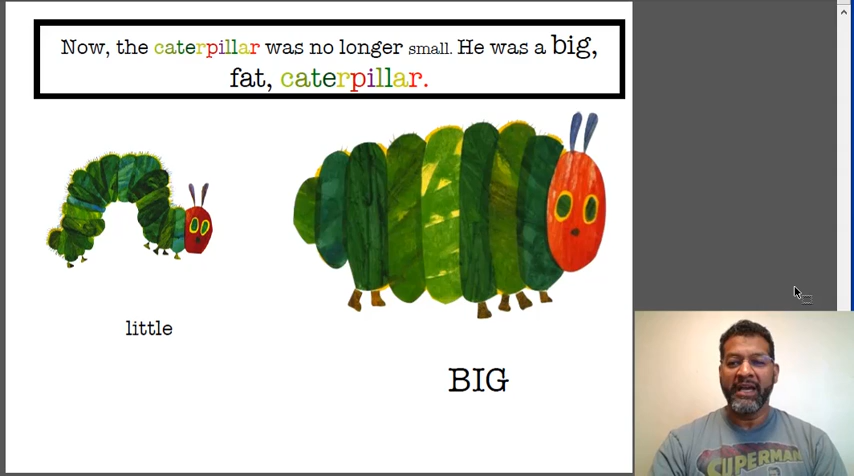 Now, the caterpillar was no longer small. He was a big,
fat, caterpillar.
little
BIG
SUPERMAN